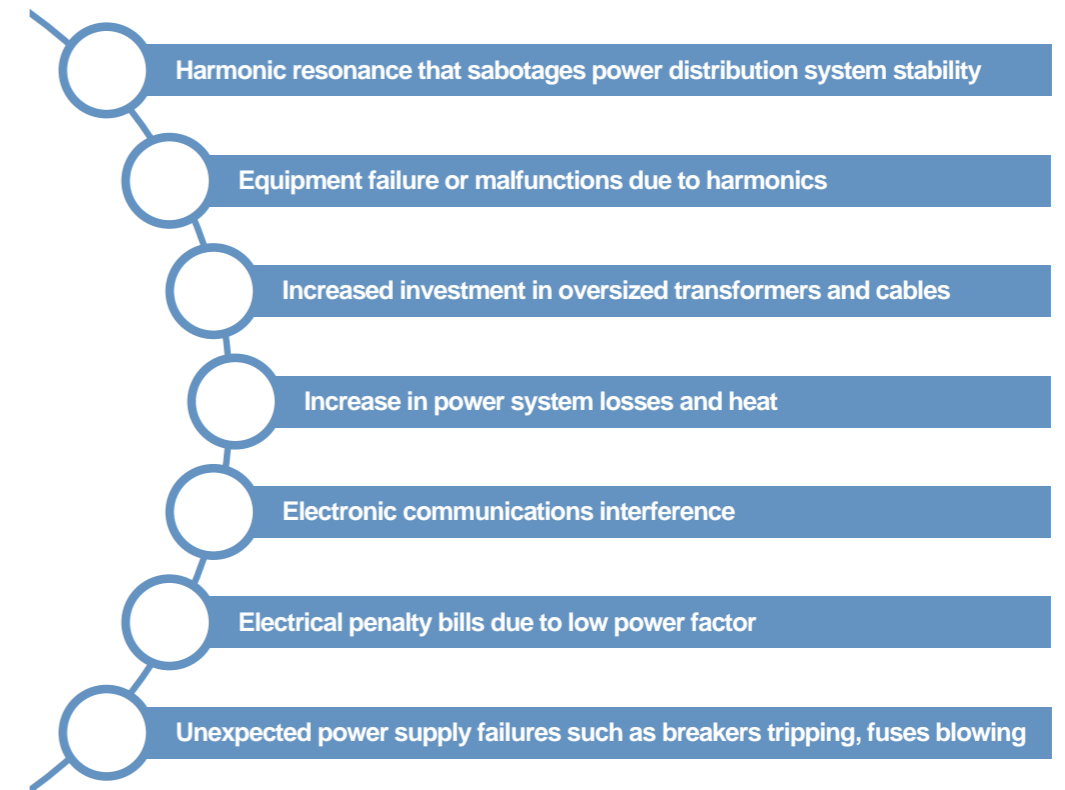 Harmonic resonance that sabotages power distribution system stability
Equipment failure or malfunctions due to harmonics
Increased investment in oversized transformers and cables
Increase in power system losses and heat
Electronic communications interference
Electrical penalty bills due to low power factor
Unexpected power supply failures such as breakers tripping, fuses blowing